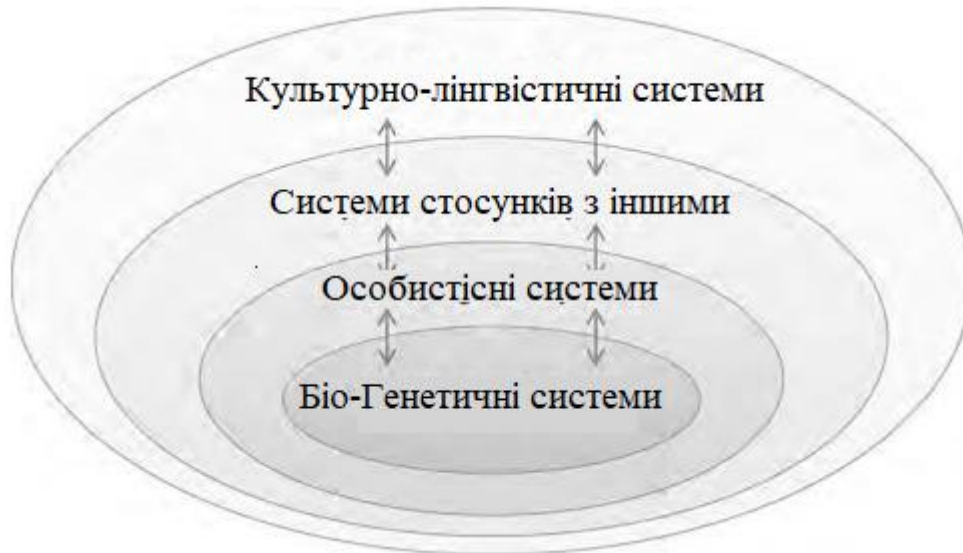 Культурно-лінгвістичні системи
Системи стосунків з іншими
Особистісні системи
Біо-Генетичні системи